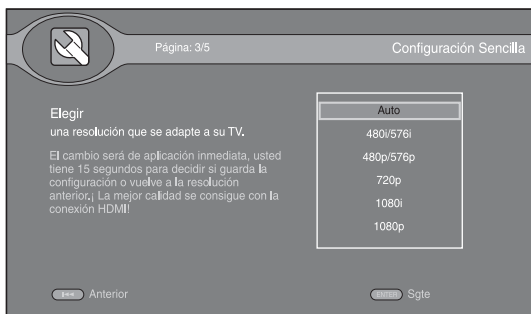 Página: 3/5
Configuración Sencilla
Elegir
una resolución que se adapte a su TV.
El cambio será de aplicación inmediata, usted
tiene 15 segundos para decidir si guarda la
configuración o vuelve a la resolución
anterior.¡ La mejor calidad se consigue con la
conexión HDMI!
Auto
480i/576i
480p/576p
720p
1080i
1080p
Anterior
ENTER Sgte